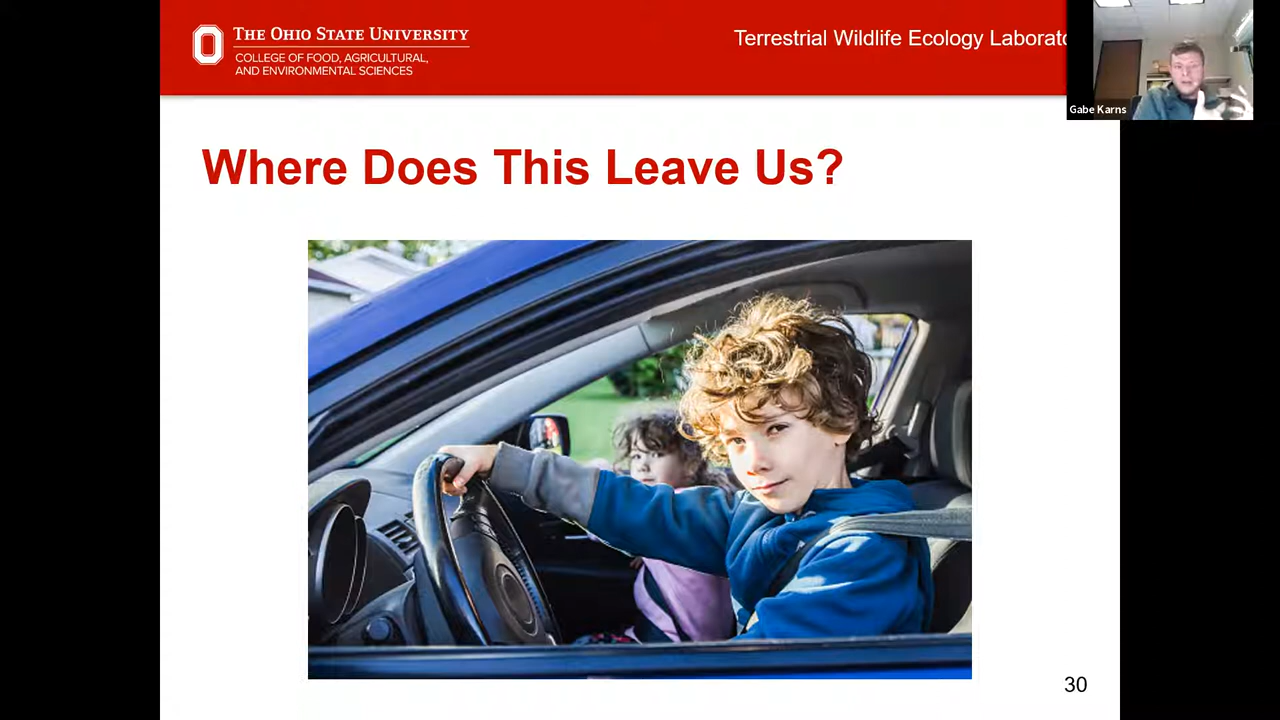 THE OHIO STATE UNIVERSITY
COLLEGE OF FOOD, AGRICULTURAL,
AND ENVIRONMENTAL SCIENCES
Terrestrial Wildlife Ecology Laborato
Gabe Karns
Where Does This Leave Us?
30